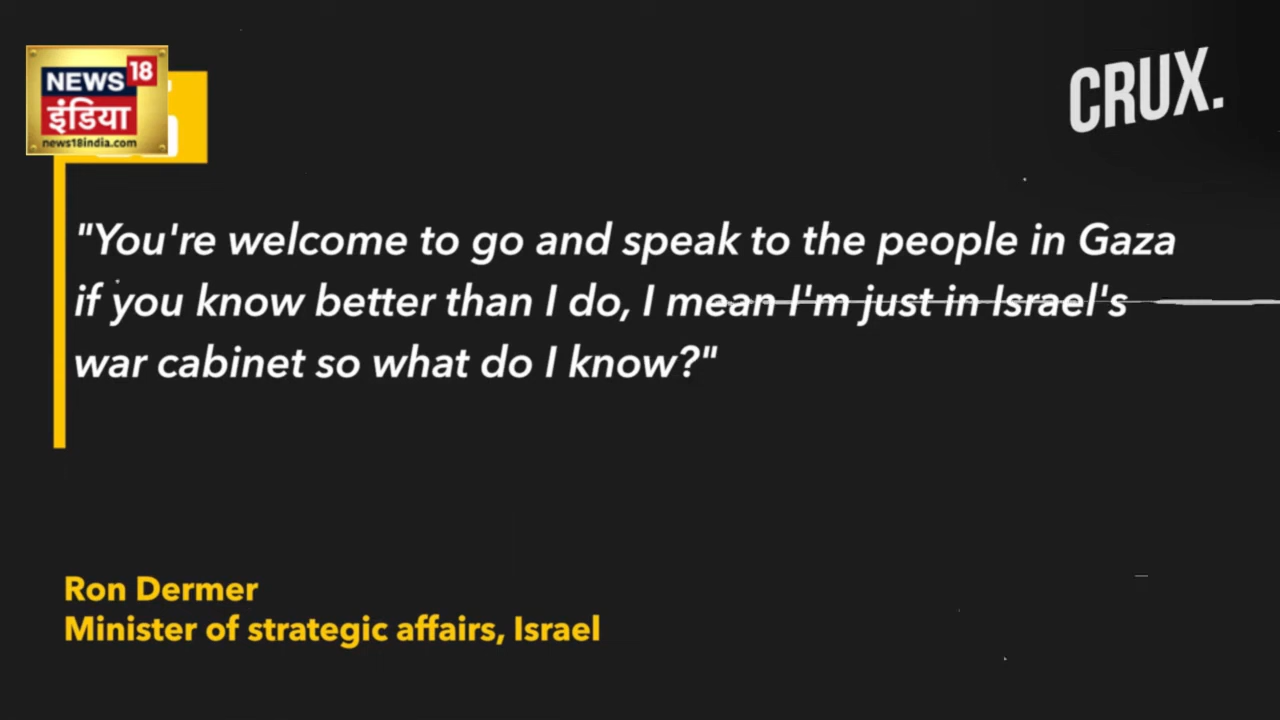 NEWS 18
इंडिया
news18india.com
CRUX.
"You're welcome to go and speak to the people in Gaza
if you know better than I do, I mean I'm just in Israel's
war cabinet so what do I know?"
Ron Dermer
Minister of strategic affairs, Israel